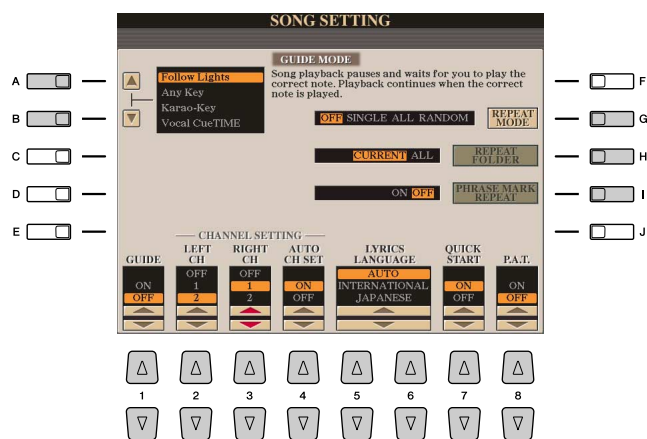 SONG SETTING
GUIDE MODE
Follow Lights
Any Key
Karao-Key
Vocal CueTIME
Song playback pauses and waits for you to play the
correct note. Playback continues when the correct
note is played.
OFF SINGLE ALL RANDOM
REPEAT
MODE
CURRENT ALL
REPEAT
FOLDER
ON OFF
PHRASE MARK
REPEAT
A
B
C
D
E
F
G
H
I
J
CHANNEL SETTING
GUIDE
ON
OFF
LEFT
CH
OFF
1
2
RIGHT
CH
OFF
1
2
AUTO
CH SET
ON
OFF
LYRICS
LANGUAGE
AUTO
INTERNATIONAL
JAPANESE
QUICK
START
ON
OFF
P.A.T.
ON
OFF
1 2 3 4 5 6 7 8